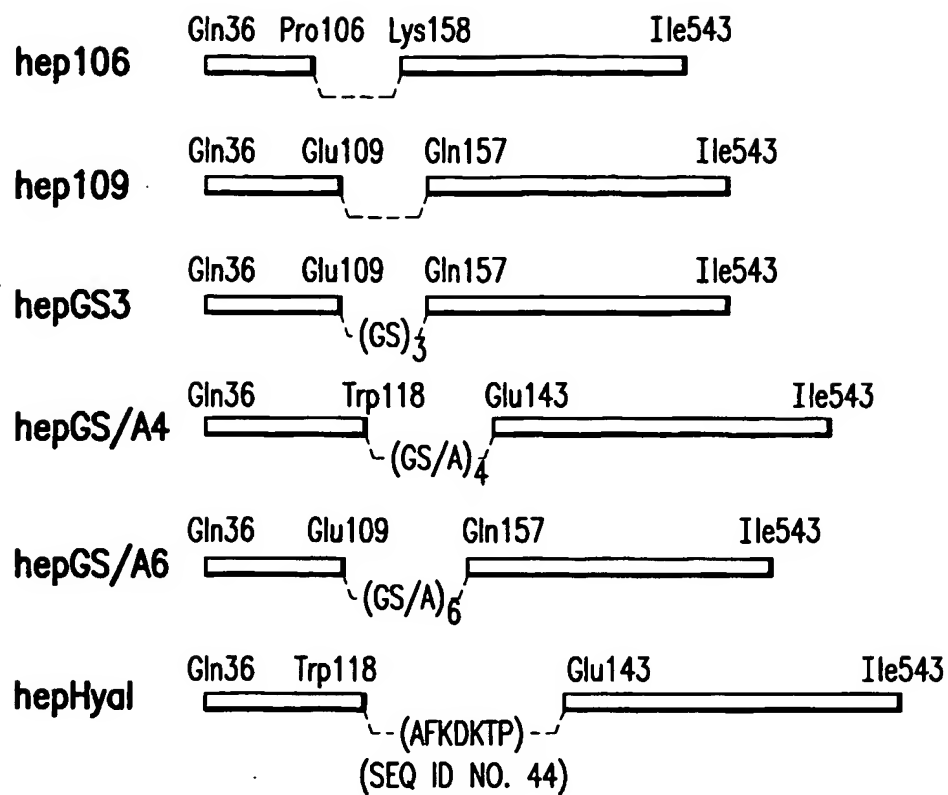 Gln36 Pro106 Lys158 Ile543
hep106
Gln36 Glu109 Gln157 Ile543
hep109
Gln36 Glu109 Gln157 Ile543
hepGS3
(GS)3
Gln36 Trp118 Glu143 Ile543
hepGS/A4
(GS/A)4
Gln36 Glu109 Gln157 Ile543
hepGS/A6
(GS/A)6
Gln36 Trp118 Glu143 Ile543
hepHyal
(AFKDKTP)
(SEQ ID NO. 44)